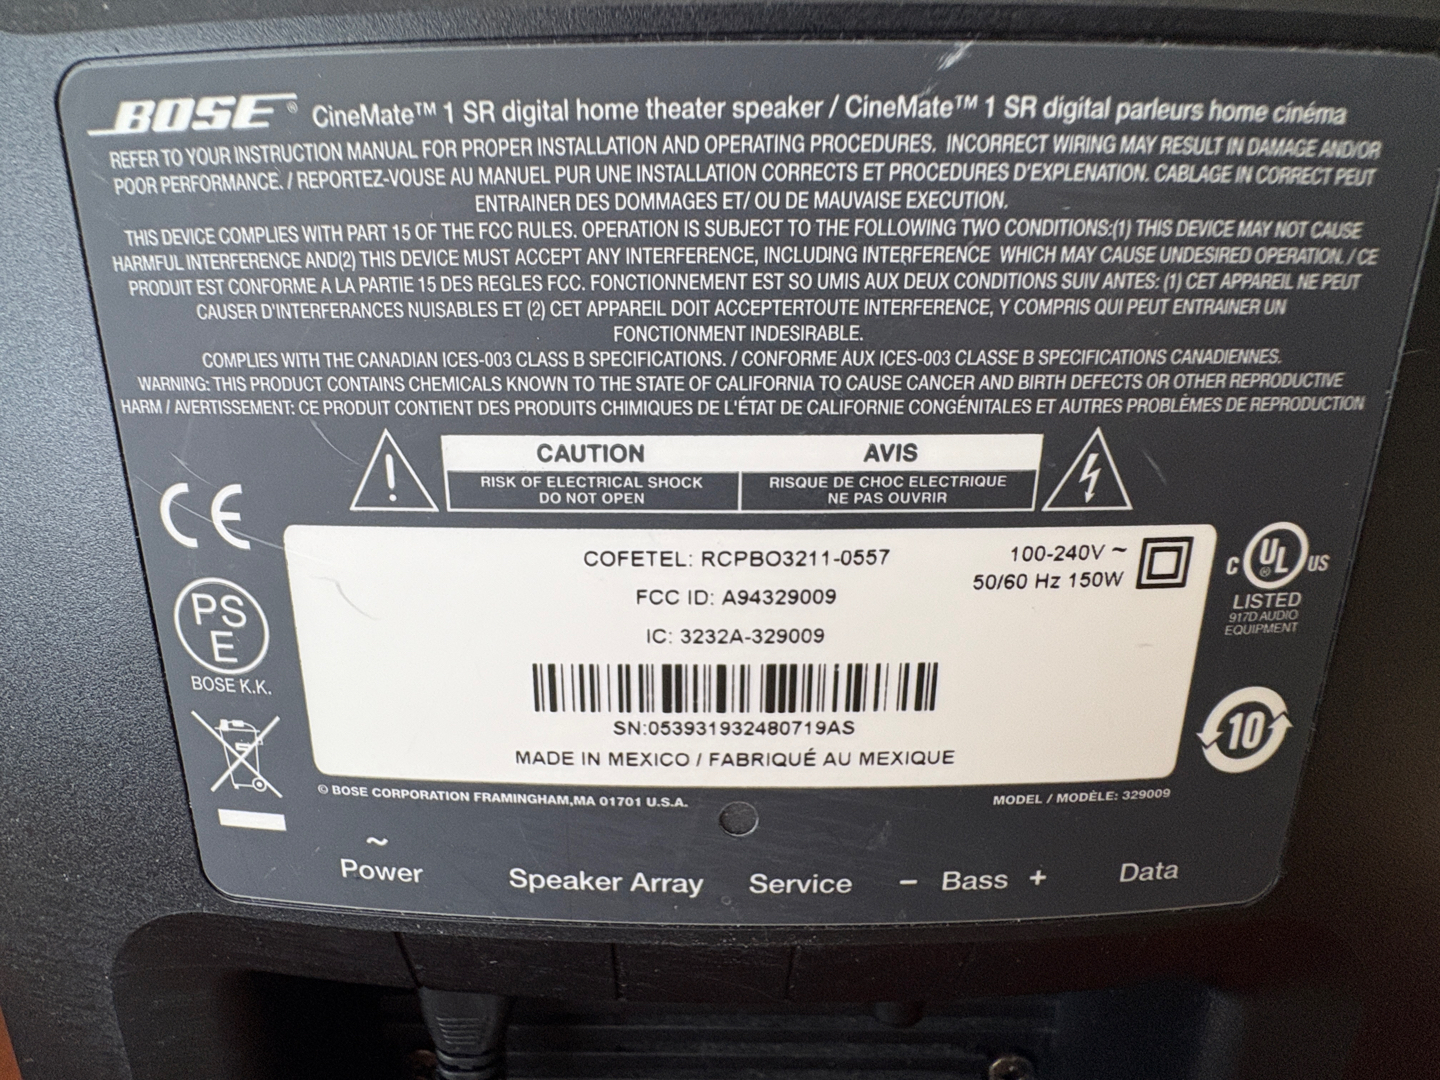 BOSE® CineMate™ 1 SR digital home theater speaker / CineMate™ 1 SR digital parleurs home cinéma
REFER TO YOUR INSTRUCTION MANUAL FOR PROPER INSTALLATION AND OPERATING PROCEDURES. INCORRECT WIRING MAY RESULT IN DAMAGE AND/OR
POOR PERFORMANCE. / REPORTEZ-VOUSE AU MANUEL PUR UNE INSTALLATION CORRECTS ET PROCEDURES D'EXPLENATION. CABLAGE IN CORRECT PEUT
ENTRAINER DES DOMMAGES ET/ OU DE MAUVAISE EXECUTION.
THIS DEVICE COMPLIES WITH PART 15 OF THE FCC RULES. OPERATION IS SUBJECT TO THE FOLLOWING TWO CONDITIONS:(1) THIS DEVICE MAY NOT CAUSE
HARMFUL INTERFERENCE AND(2) THIS DEVICE MUST ACCEPT ANY INTERFERENCE, INCLUDING INTERFERENCE WHICH MAY CAUSE UNDESIRED OPERATION. / CE
PRODUIT EST CONFORME A LA PARTIE 15 DES REGLES FCC. FONCTIONNEMENT EST SO UMIS AUX DEUX CONDITIONS SUIV ANTES: (1) CET APPAREIL NE PEUT
CAUSER D'INTERFERANCES NUISABLES ET (2) CET APPAREIL DOIT ACCEPTERTOUTE INTERFERENCE, Y COMPRIS QUI PEUT ENTRAINER UN
FONCTIONMENT INDESIRABLE.
COMPLIES WITH THE CANADIAN ICES-003 CLASS B SPECIFICATIONS. / CONFORME AUX ICES-003 CLASSE B SPECIFICATIONS CANADIENNES.
WARNING: THIS PRODUCT CONTAINS CHEMICALS KNOWN TO THE STATE OF CALIFORNIA TO CAUSE CANCER AND BIRTH DEFECTS OR OTHER REPRODUCTIVE
HARM / AVERTISSEMENT: CE PRODUIT CONTIENT DES PRODUITS CHIMIQUES DE L'ÉTAT DE CALIFORNIE CONGÉNITALES ET AUTRES PROBLÈMES DE REPRODUCTION
CAUTION
RISK OF ELECTRICAL SHOCK
DO NOT OPEN
AVIS
RISQUE DE CHOC ELECTRIQUE
NE PAS OUVRIR
CE
PS
E
BOSE K.K.
COFETEL: RCPBO3211-0557
FCC ID: A94329009
IC: 3232A-329009
SN:053931932480719AS
MADE IN MEXICO / FABRIQUÉ AU MEXIQUE
100-240V ~
50/60 Hz 150W
C UL® US
LISTED
917D AUDIO
EQUIPMENT
10
© BOSE CORPORATION FRAMINGHAM,MA 01701 U.S.A.
MODEL / MODÈLE: 329009
~
Power
Speaker Array
Service
− Bass +
Data